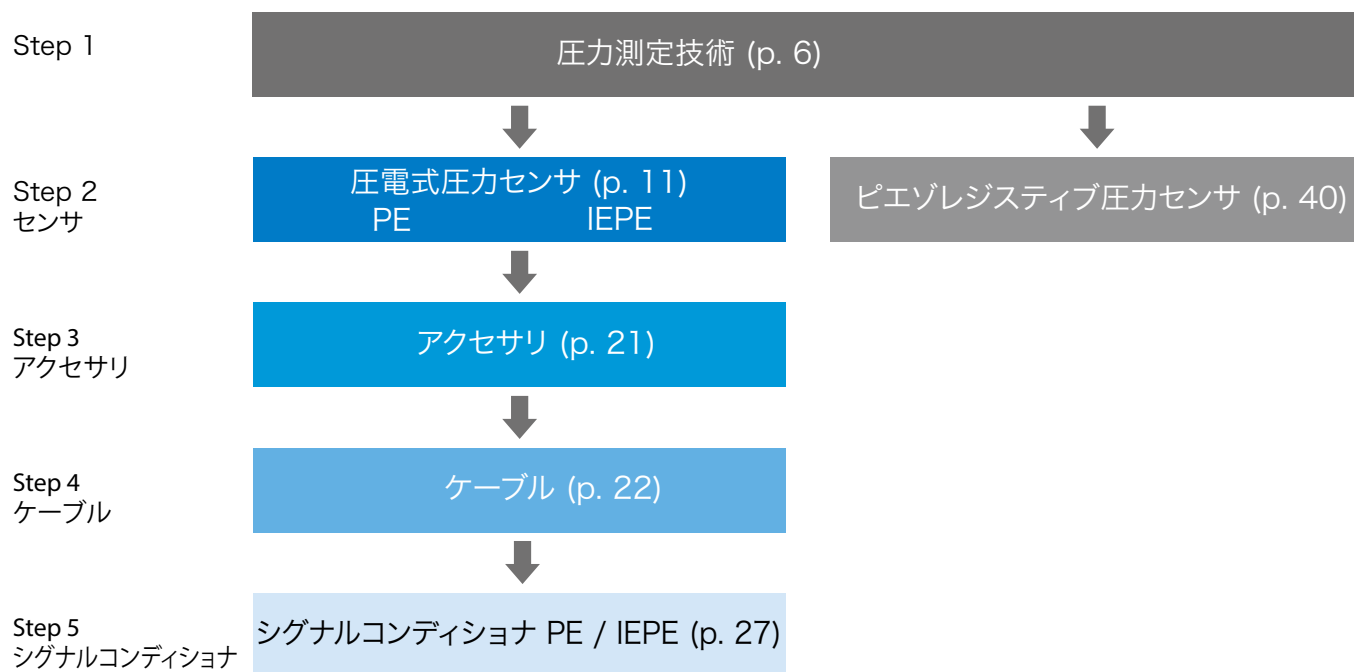 Step 1
圧力測定技術 (p. 6)
Step 2
センサ
圧電式圧力センサ (p. 11)
PE IEPE
ピエゾレジスティブ圧力センサ (p. 40)
Step 3
アクセサリ
アクセサリ (p. 21)
Step 4
ケーブル
ケーブル (p. 22)
Step 5
シグナルコンディショナ
シグナルコンディショナ PE / IEPE (p. 27)